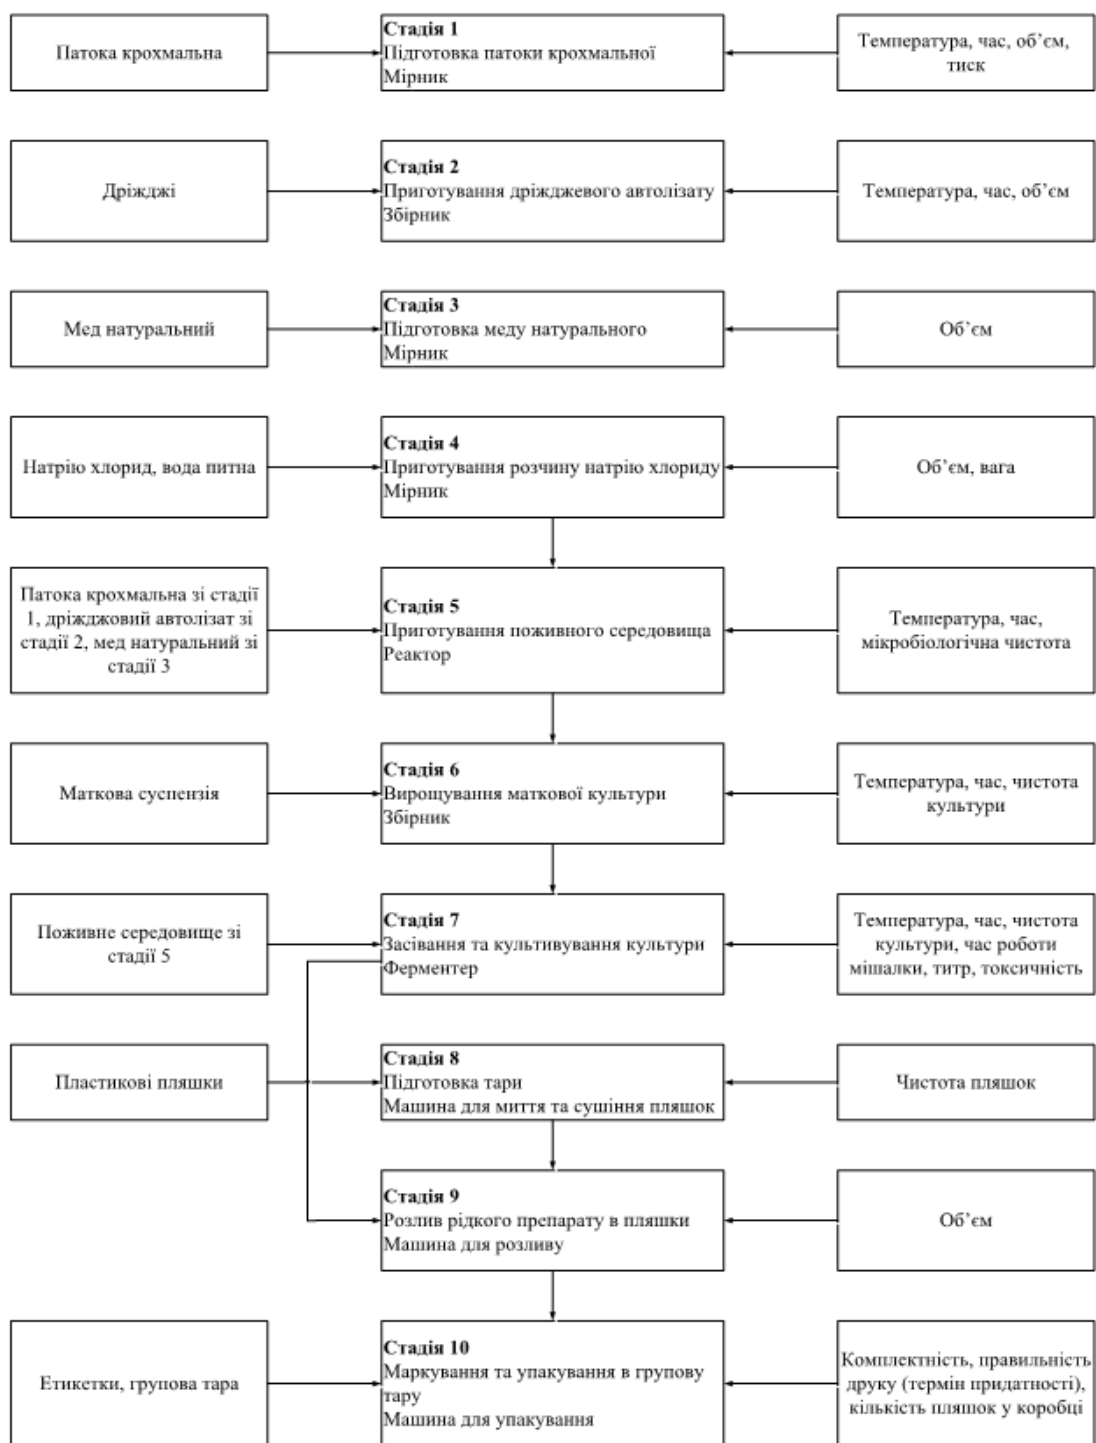 Патока крохмальна
Стадія 1
Підготовка патоки крохмальної
Мірник
Температура, час, об’єм,
тиск
Дріжджі
Стадія 2
Приготування дріжджевого автолізату
Збірник
Температура, час, об’єм
Мед натуральний
Стадія 3
Підготовка меду натурального
Мірник
Об’єм
Натрію хлорид, вода питна
Стадія 4
Приготування розчину натрію хлориду
Мірник
Об’єм, вага
Патока крохмальна зі стадії
1, дріжджовий автолізат зі
стадії 2, мед натуральний зі
стадії 3
Стадія 5
Приготування поживного середовища
Реактор
Температура, час,
мікробіологічна чистота
Маткова суспензія
Стадія 6
Вирощування маткової культури
Збірник
Температура, час, чистота
культури
Поживне середовище зі
стадії 5
Стадія 7
Засівання та культивування культури
Ферментер
Температура, час, чистота
культури, час роботи
мішалки, титр, токсичність
Пластикові пляшки
Стадія 8
Підготовка тари
Машина для миття та сушіння пляшок
Чистота пляшок
Стадія 9
Розлив рідкого препарату в пляшки
Машина для розливу
Об’єм
Етикетки, групова тара
Стадія 10
Маркування та упакування в групову
тару
Машина для упакування
Комплектність, правильність
друку (термін придатності),
кількість пляшок у коробці